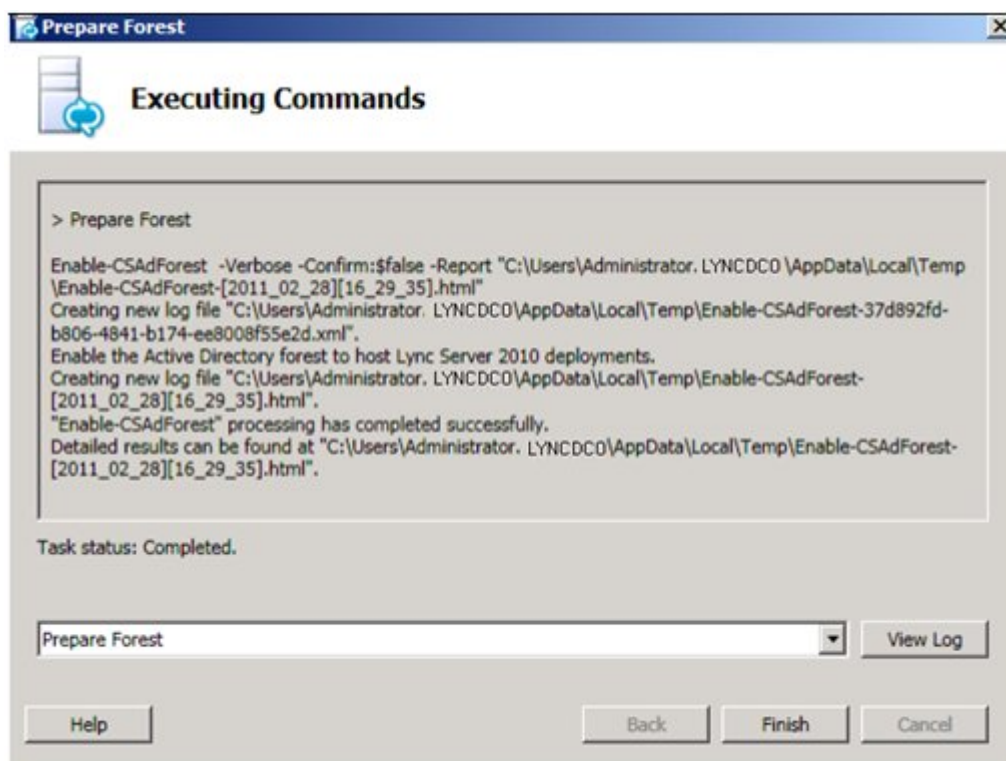 Prepare Forest
Executing Commands
> Prepare Forest
Enable-CSAdForest -Verbose -Confirm:$false -Report "C:\Users\Administrator. LYNCDCO \AppData\Local\Temp
\Enable-CSAdForest-[2011_02_28][16_29_35].html"
Creating new log file "C:\Users\Administrator. LYNCDCO\AppData\Local\Temp\Enable-CSAdForest-37d892fd-
b806-4841-b174-ee8008f55e2d.xml".
Enable the Active Directory forest to host Lync Server 2010 deployments.
Creating new log file "C:\Users\Administrator. LYNCDCO\AppData\Local\Temp\Enable-CSAdForest-
[2011_02_28][16_29_35].html".
"Enable-CSAdForest" processing has completed successfully.
Detailed results can be found at "C:\Users\Administrator. LYNCDCO\AppData\Local\Temp\Enable-CSAdForest-
[2011_02_28][16_29_35].html".
Task status: Completed.
Prepare Forest
View Log
Help
Back
Finish
Cancel